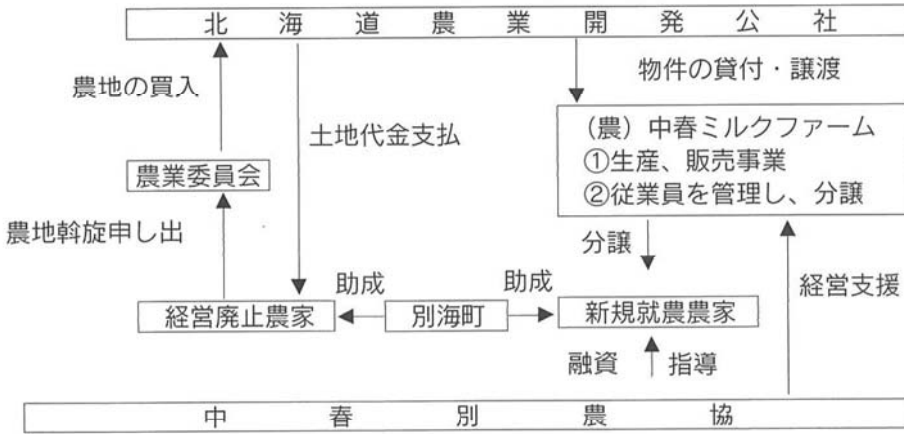 北海道農業開発公社
農地の買入
物件の貸付・譲渡
土地代金支払
(農)中春ミルクファーム
①生産、販売事業
②従業員を管理し、分譲
農業委員会
農地斡旋申し出
分譲
助成
助成
経営支援
経営廃止農家
別海町
新規就農農家
融資
指導
中春別農協